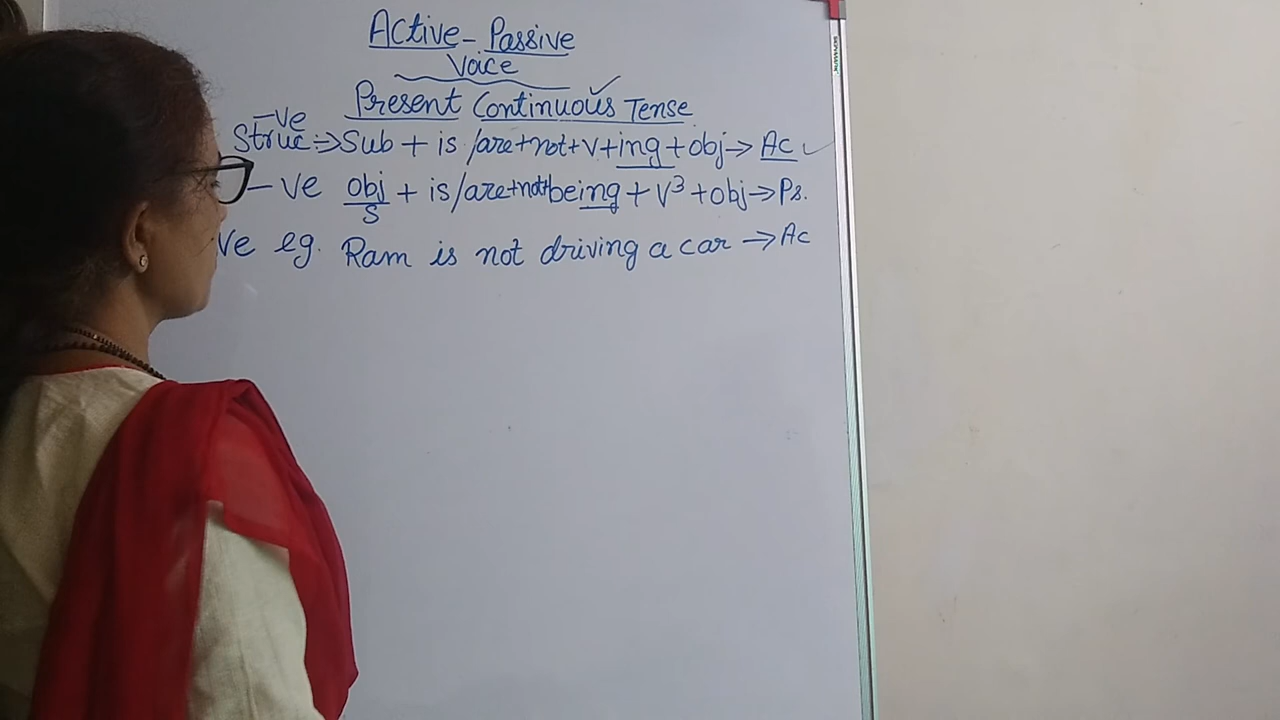 Active - Passive
Voice
Present Continuous Tense
-Ve
Struc ⇒ Sub + is /are+not+v+ing+obj→ Ac ✓
-ve obj/s + is/are+not+being + v³ +obj→ Ps.
Ve eg. Ram is not driving a car → Ac